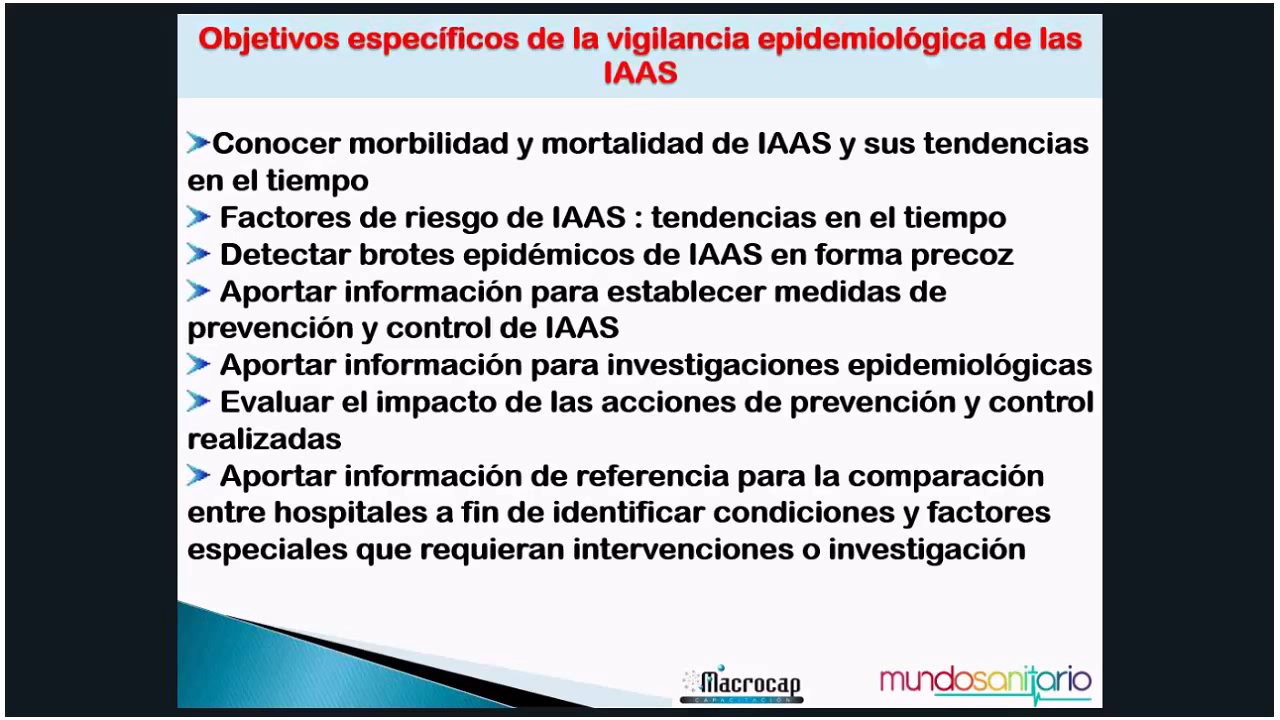 Objetivos específicos de la vigilancia epidemiológica de las
IAAS
Conocer morbilidad y mortalidad de IAAS y sus tendencias
en el tiempo
Factores de riesgo de IAAS : tendencias en el tiempo
Detectar brotes epidémicos de IAAS en forma precoz
Aportar información para establecer medidas de
prevención y control de IAAS
Aportar información para investigaciones epidemiológicas
Evaluar el impacto de las acciones de prevención y control
realizadas
Aportar información de referencia para la comparación
entre hospitales a fin de identificar condiciones y factores
especiales que requieran intervenciones o investigación
Macrocap
CAPACITACIÓN
mundosanitario